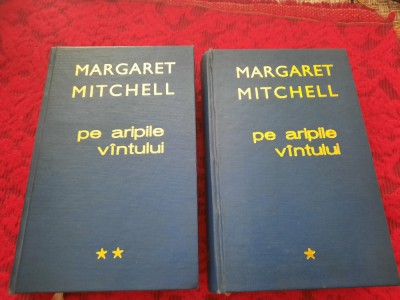 MARGARET
MITCHELL
pe aripile
vîntului
MARGARET
MITCHELL
pe aripile
vîntului